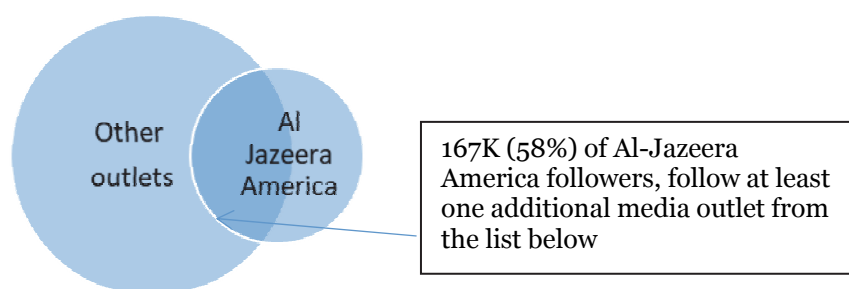 Other
outlets
Al
Jazeera
America
167K (58%) of Al-Jazeera
America followers, follow at least
one additional media outlet from
the list below